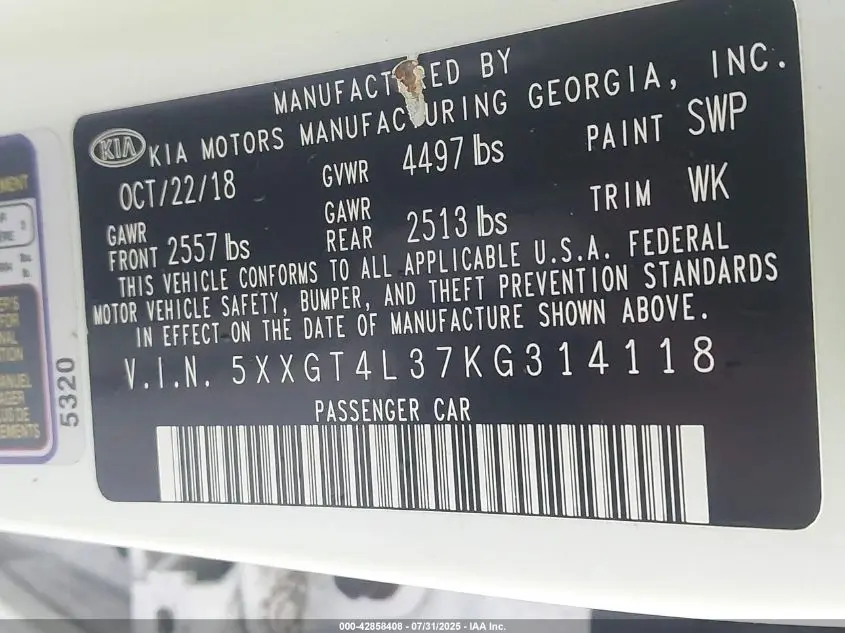 MANUFACTURED BY
KIA KIA MOTORS MANUFACTURING GEORGIA, INC.
OCT/22/18 GVWR 4497 lbs PAINT SWP
GAWR FRONT 2557 lbs GAWR REAR 2513 lbs TRIM WK
THIS VEHICLE CONFORMS TO ALL APPLICABLE U.S.A. FEDERAL
MOTOR VEHICLE SAFETY, BUMPER, AND THEFT PREVENTION STANDARDS
IN EFFECT ON THE DATE OF MANUFACTURE SHOWN ABOVE.
V.I.N. 5XXGT4L37KG314118
PASSENGER CAR
5320
000-42858408 - 07/31/2025 - IAA Inc.